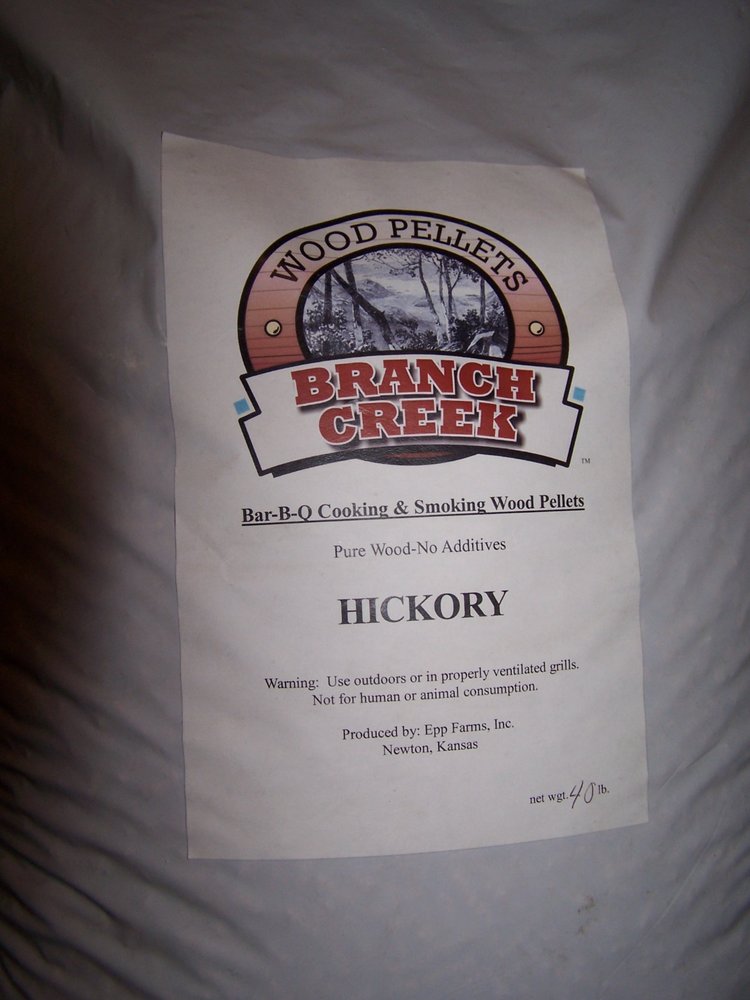 WOOD PELLETS
BRANCH
CREEK
TM
Bar-B-Q Cooking & Smoking Wood Pellets
Pure Wood-No Additives
HICKORY
Warning: Use outdoors or in properly ventilated grills.
Not for human or animal consumption.
Produced by: Epp Farms, Inc.
Newton, Kansas
net wgt. 40 lb.